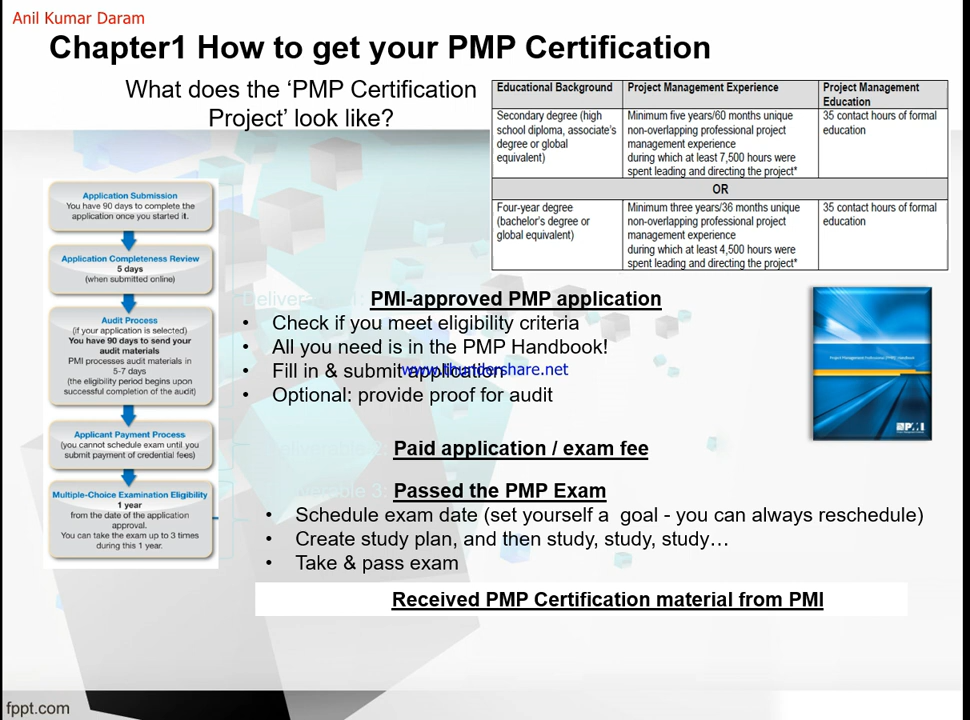 Anil Kumar Daram
Chapter1 How to get your PMP Certification
What does the ‘PMP Certification
Project’ look like?
Educational Background Project Management Experience Project Management
Education
Secondary degree (high
school diploma, associate's
degree or global
equivalent)
Minimum five years/60 months unique
non-overlapping professional project
management experience
during which at least 7,500 hours were
spent leading and directing the project*
35 contact hours of formal
education
OR
Four-year degree
(bachelor's degree or
global equivalent)
Minimum three years/36 months unique
non-overlapping professional project
management experience
during which at least 4,500 hours were
spent leading and directing the project*
35 contact hours of formal
education
Application Submission
You have 90 days to complete the
application once you started it.
Application Completeness Review
5 days
(when submitted online)
Audit Process
(if your application is selected)
You have 90 days to send your
audit materials
PMI processes audit materials in
5-7 days
(the eligibility period begins upon
successful completion of the audit)
Applicant Payment Process
(you cannot schedule exam until you
submit payment of credential fees)
Multiple-Choice Examination Eligibility
1 year
from the date of the application
approval.
You can take the exam up to 3 times
during this 1 year.
PMI-approved PMP application
• Check if you meet eligibility criteria
• All you need is in the PMP Handbook!
• Fill in & submit application
www.thundershare.net
• Optional: provide proof for audit
Deliverable 2: Paid application / exam fee
Deliverable 3: Passed the PMP Exam
• Schedule exam date (set yourself a goal - you can always reschedule)
• Create study plan, and then study, study, study…
• Take & pass exam
Received PMP Certification material from PMI
PMI
fppt.com